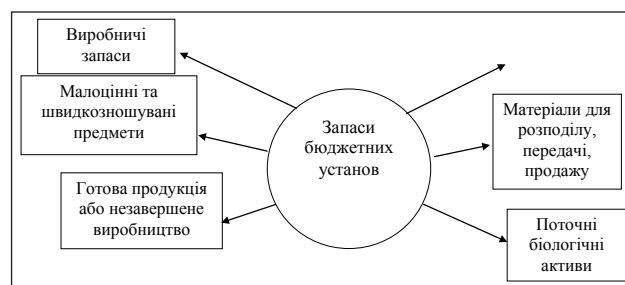 Виробничі
запаси
Малоцінні та
швидкозношувані
предмети
Готова продукція
або незавершене
виробництво
Запаси
бюджетних
установ
Матеріали для
розподілу,
передачі,
продажу
Поточні
біологічні
активи